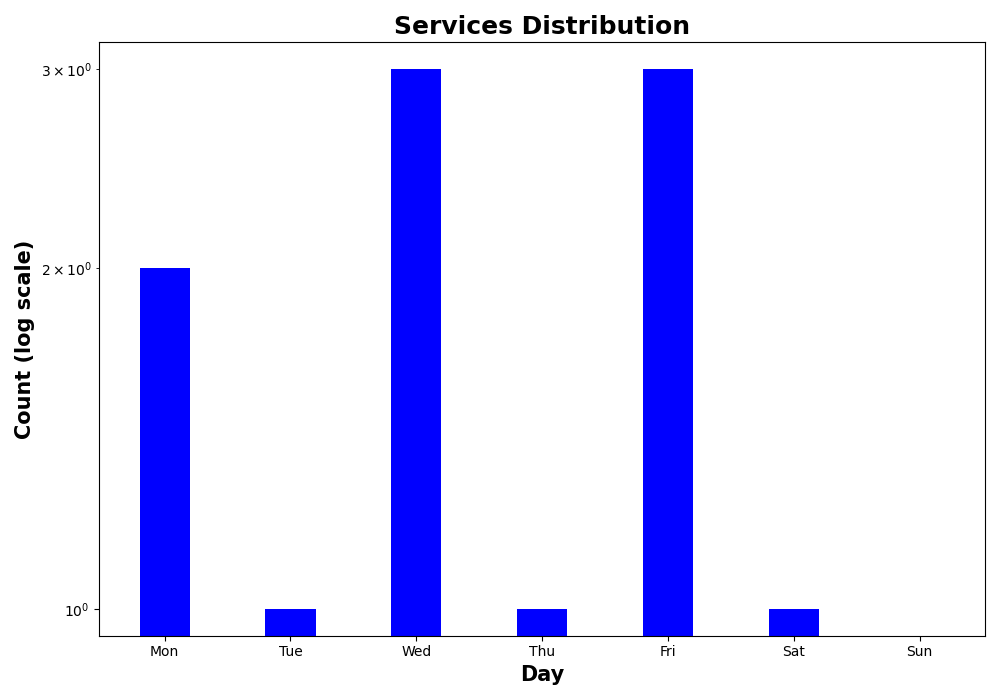 Services Distribution
Count (log scale)
3 × 10⁰
2 × 10⁰
10⁰
Mon Tue Wed Thu Fri Sat Sun
Day